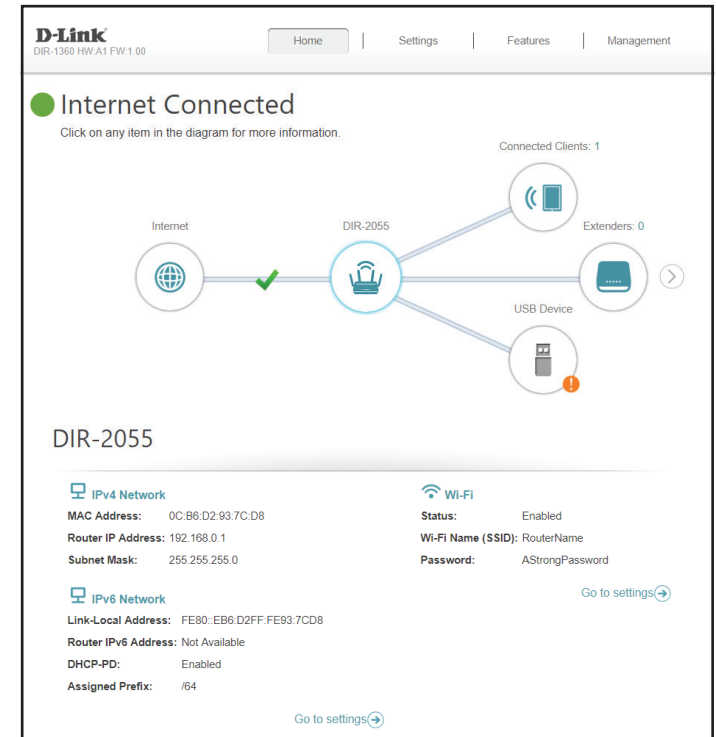 D-Link
DIR-1360 HW:A1 FW:1.00
Home
Settings
Features
Management
Internet Connected
Click on any item in the diagram for more information.
Connected Clients: 1
Internet
DIR-2055
Extenders: 0
USB Device
DIR-2055
IPv4 Network
MAC Address: 0C:B6:D2:93:7C:D8
Router IP Address: 192.168.0.1
Subnet Mask: 255.255.255.0
Wi-Fi
Status: Enabled
Wi-Fi Name (SSID): RouterName
Password: AStrongPassword
Go to settings
IPv6 Network
Link-Local Address: FE80::EB6:D2FF:FE93:7CD8
Router IPv6 Address: Not Available
DHCP-PD: Enabled
Assigned Prefix: /64
Go to settings